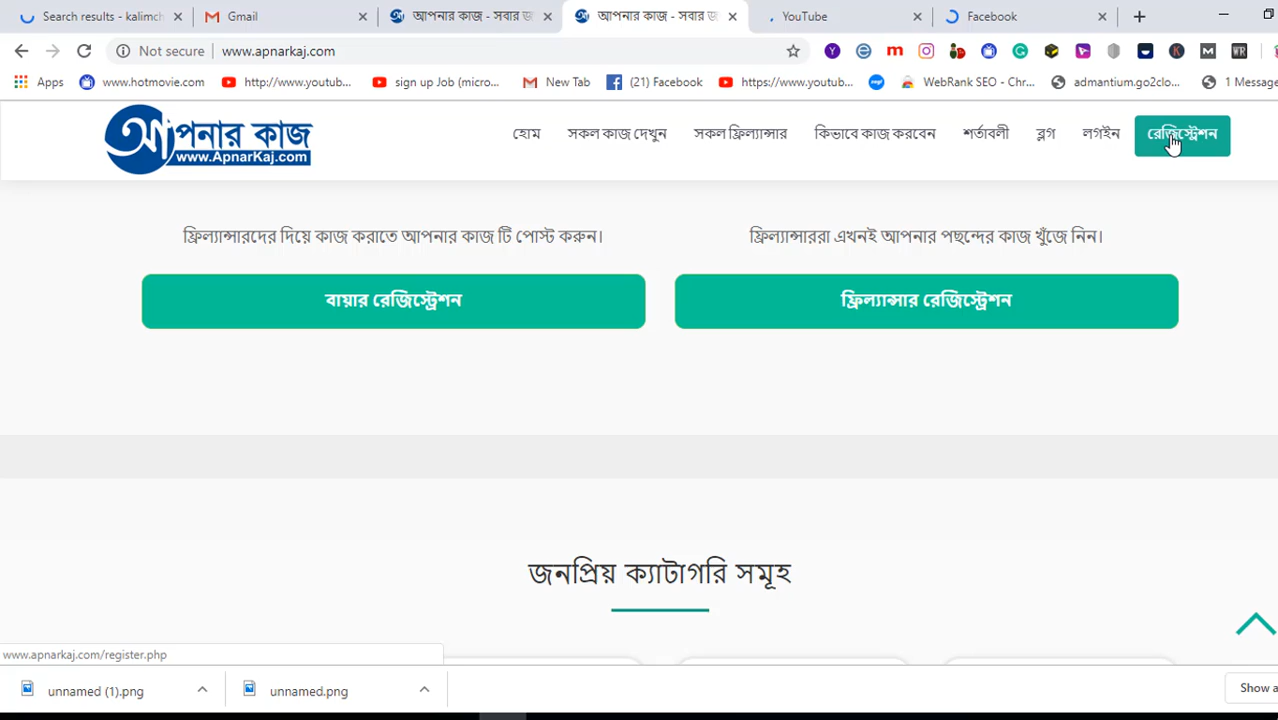 Search results - kalimch
Gmail
আপনার কাজ - সবার জ
আপনার কাজ - সবার জ
YouTube
Facebook
Not secure
www.apnarkaj.com
Apps
www.hotmovie.com
http://www.youtub...
sign up Job (micro...
New Tab
(21) Facebook
https://www.youtub...
WebRank SEO - Chr...
admantium.go2clo...
1 Message
আপনার কাজ
www.ApnarKaj.com
হোম
সকল কাজ দেখুন
সকল ফ্রিল্যান্সার
কিভাবে কাজ করবেন
শর্তাবলী
ব্লগ
লগইন
রেজিস্ট্রেশন
ফ্রিল্যান্সারদের দিয়ে কাজ করাতে আপনার কাজ টি পোস্ট করুন।
ফ্রিল্যান্সাররা এখনই আপনার পছন্দের কাজ খুঁজে নিন।
বায়ার রেজিস্ট্রেশন
ফ্রিল্যান্সার রেজিস্ট্রেশন
জনপ্রিয় ক্যাটাগরি সমূহ
www.apnarkaj.com/register.php
unnamed (1).png
unnamed.png
Show a